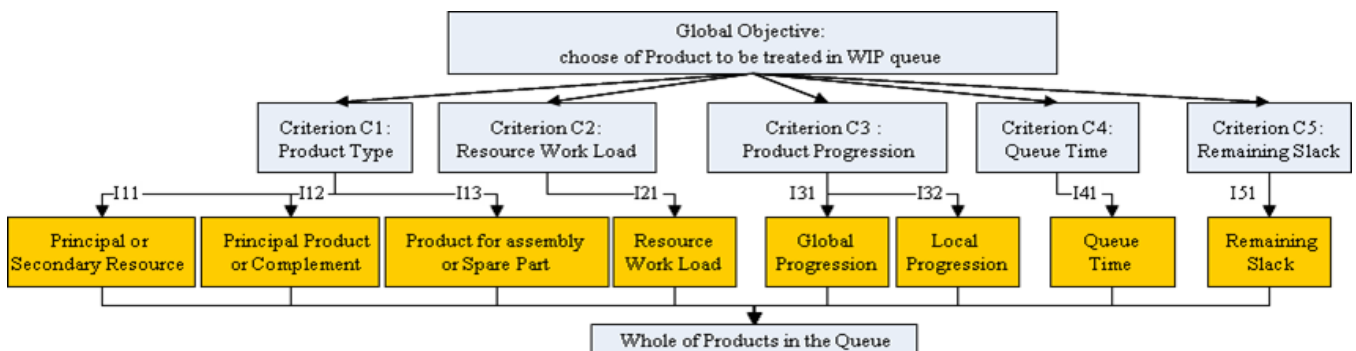 Global Objective:
choose of Product to be treated in WIP queue
Criterion C1:
Product Type
Criterion C2:
Resource Work Load
Criterion C3 :
Product Progression
Criterion C4:
Queue Time
Criterion C5:
Remaining Slack
I11
I12
I13
I21
I31
I32
I41
I51
Principal or
Secondary Resource
Principal Product
or Complement
Product for assembly
or Spare Part
Resource
Work Load
Global
Progression
Local
Progression
Queue
Time
Remaining
Slack
Whole of Products in the Queue